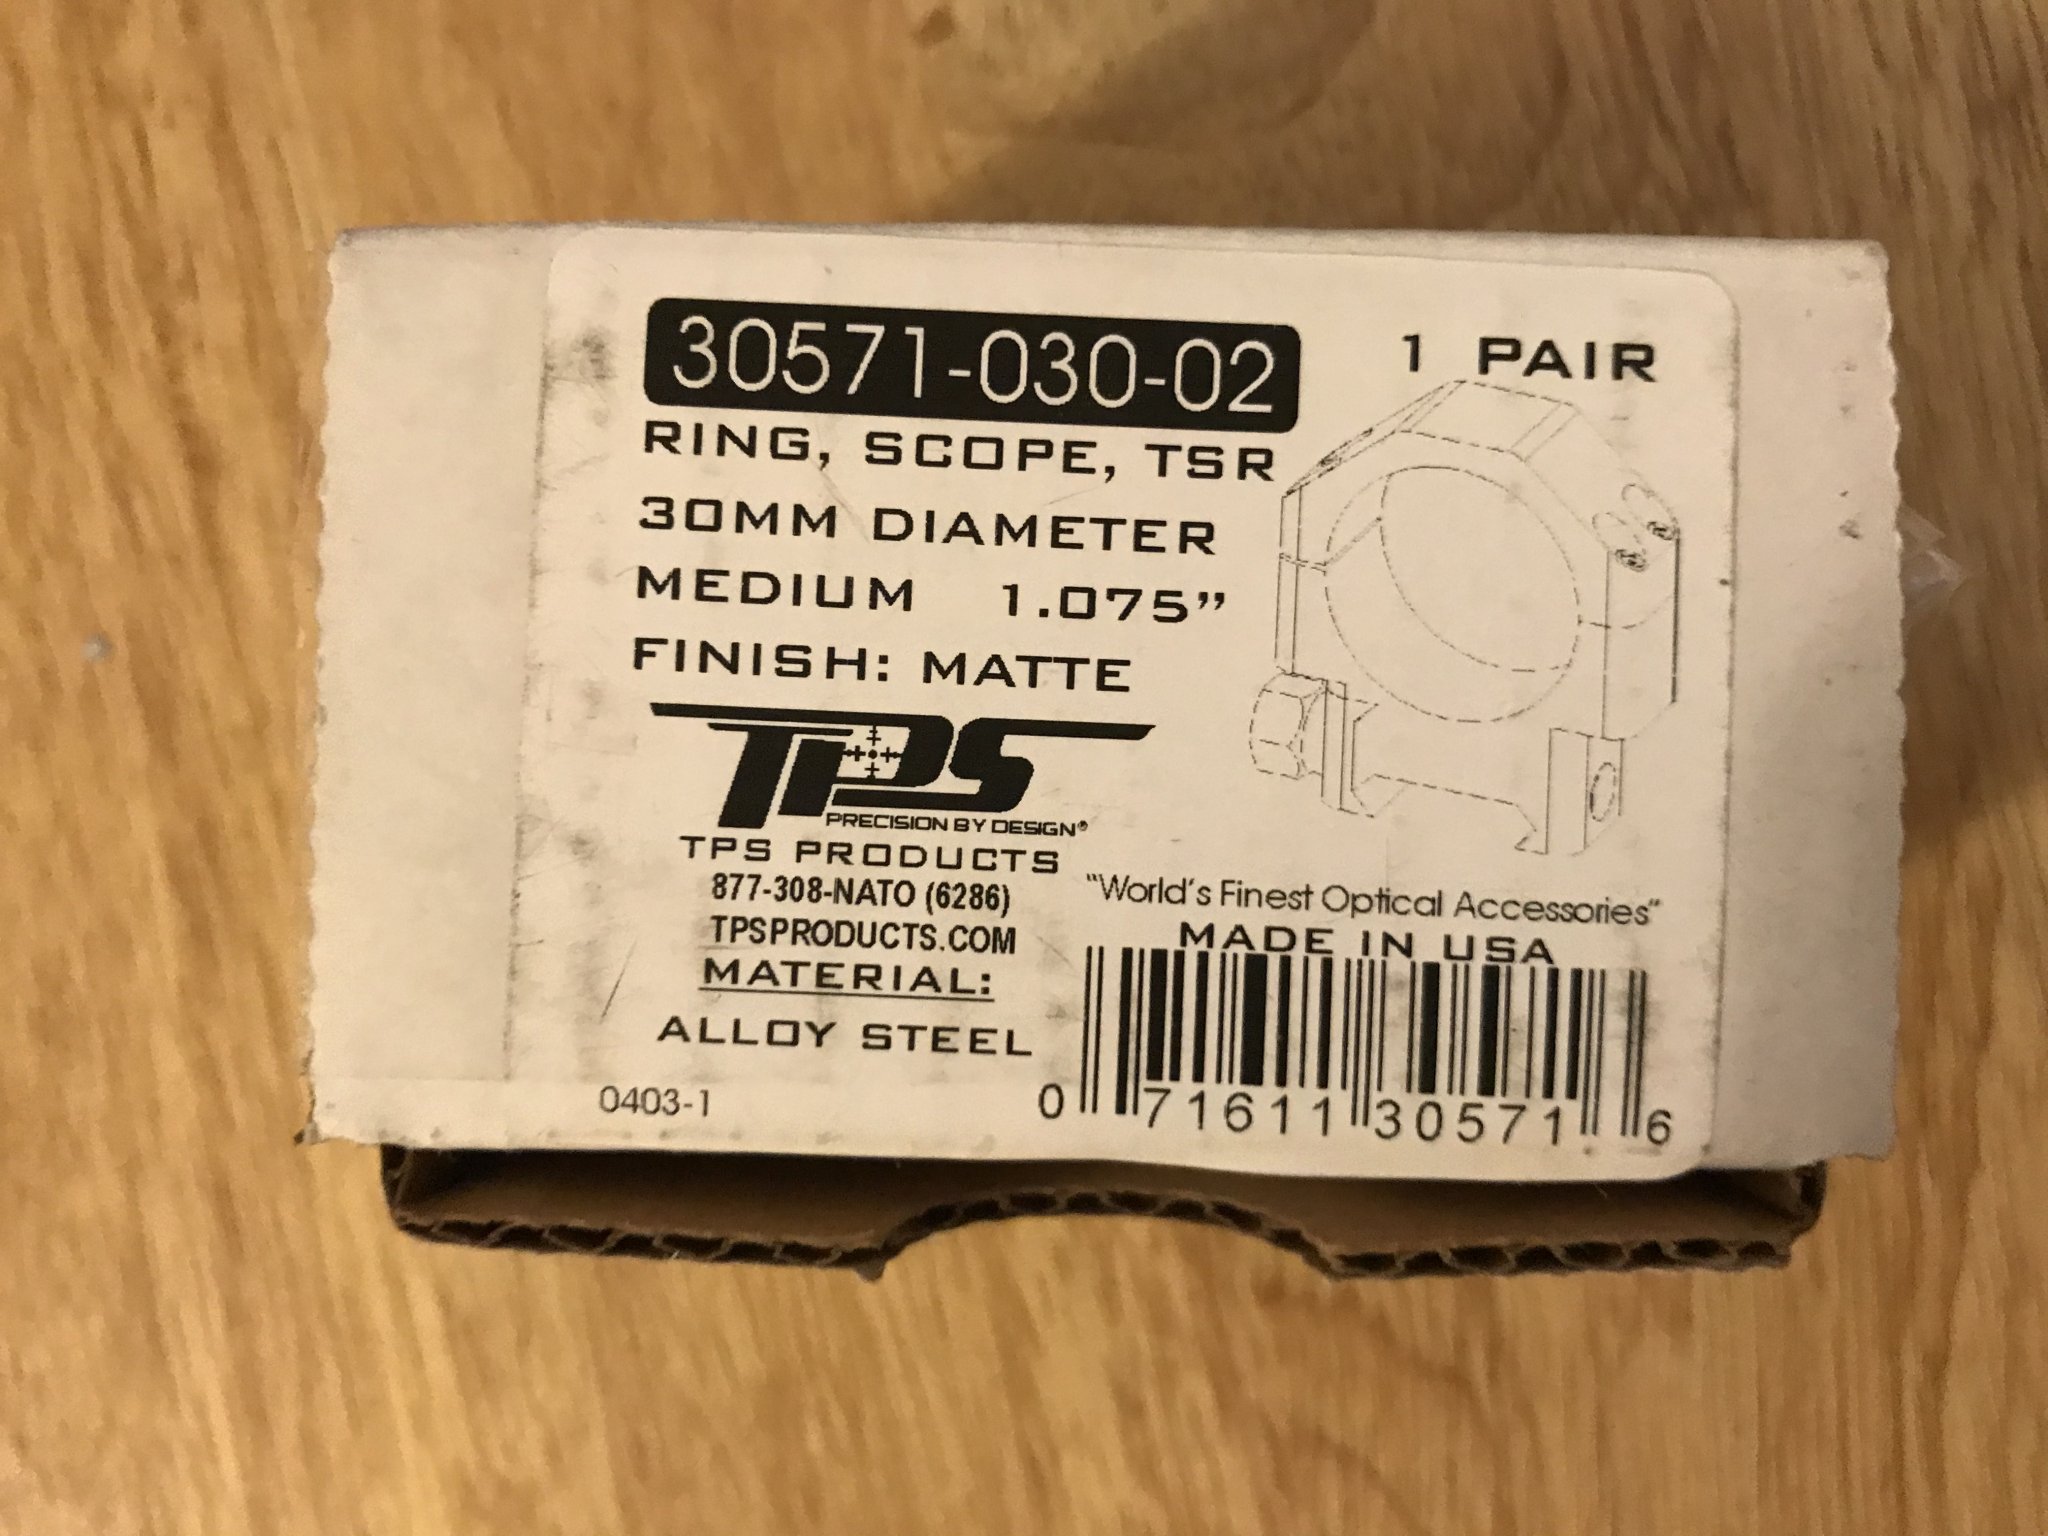 30571-030-02
1 PAIR
RING, SCOPE, TSR
30MM DIAMETER
MEDIUM 1.075”
FINISH: MATTE
TPS
PRECISION BY DESIGN®
TPS PRODUCTS
877-308-NATO (6286)
TPSPRODUCTS.COM
MATERIAL:
ALLOY STEEL
0403-1
"World's Finest Optical Accessories"
MADE IN USA
0 71611 30571 6